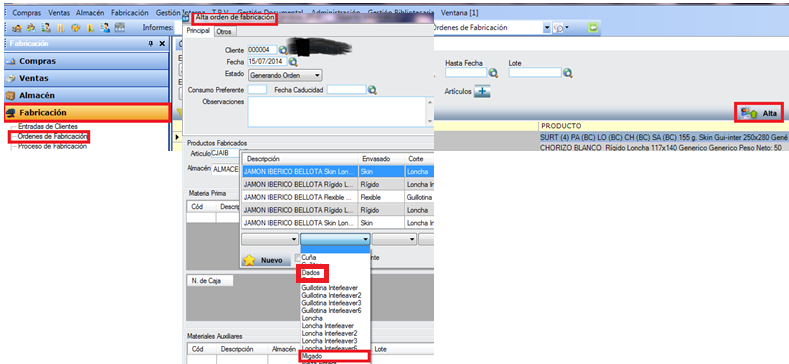 Compras Ventas Almacén Fabricación Gestión Interna T.P.V. Gestión Documental Administración Gestión Bibliotecaria Ventana [1]
Informes:
Ordenes de Fabricación
Fabricación
Compras
Ventas
Almacén
Fabricación
Entradas de Clientes
Ordenes de Fabricación
Proceso de Fabricación
Alta orden de fabricación
Principal Otros
Cliente 000004
Fecha 15/07/2014
Estado Generando Orden
Consumo Preferente Fecha Caducidad
Observaciones
Hasta Fecha Lote
Artículos
Alta
PRODUCTO
SURT (4) PA (BC) LO (BC) CH (BC) SA (BC) 155 g. Skin Gui-inter 250x280 Gené
CHORIZO BLANCO Rígido Loncha 117x140 Generico Generico Peso Neto: 50
Productos Fabricados
Artículo CJAIB
Almacén ALMACE
Materia Prima
Cód Descrip
Descripción Envasado Corte
JAMON IBERICO BELLOTA Skin Lon... Skin Loncha
JAMON IBERICO BELLOTA Rígido L... Rígido Loncha In
JAMON IBERICO BELLOTA Flexible ... Flexible Guillotina
JAMON IBERICO BELLOTA Rígido L... Rígido Loncha
JAMON IBERICO BELLOTA Skin Lon... Skin Loncha In
Nuevo
nte
Cuña
Dados
Guillotina Interleaver
Guillotina Interleaver2
Guillotina Interleaver3
Guillotina Interleaver6
Loncha
Loncha Interleaver
Loncha Interleaver2
Loncha Interleaver3
Loncha Interleaver6
Migado
N. de Caja
Materiales Auxiliares
Cód Descripción Almacén Lote